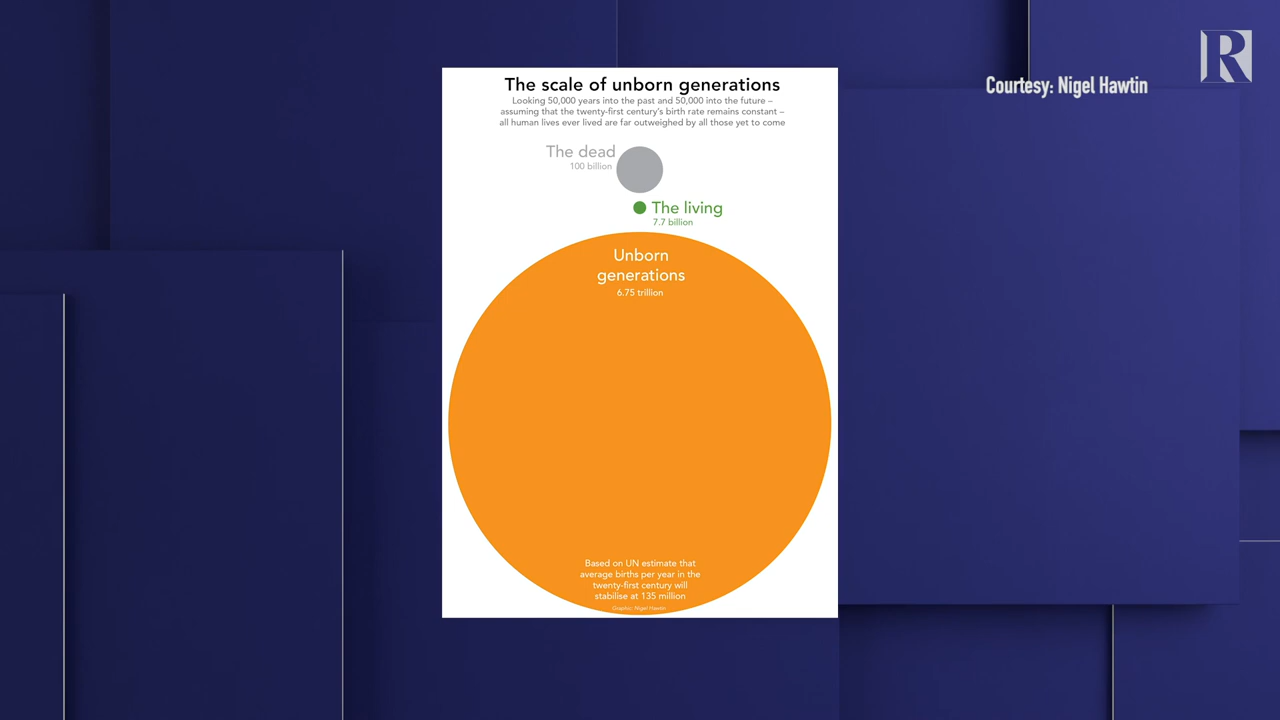 R
Courtesy: Nigel Hawtin
The scale of unborn generations
Looking 50,000 years into the past and 50,000 into the future –
assuming that the twenty-first century's birth rate remains constant –
all human lives ever lived are far outweighed by all those yet to come
The dead
100 billion
The living
7.7 billion
Unborn
generations
6.75 trillion
Based on UN estimate that
average births per year in the
twenty-first century will
stabilise at 135 million
Graphic: Nigel Hawtin